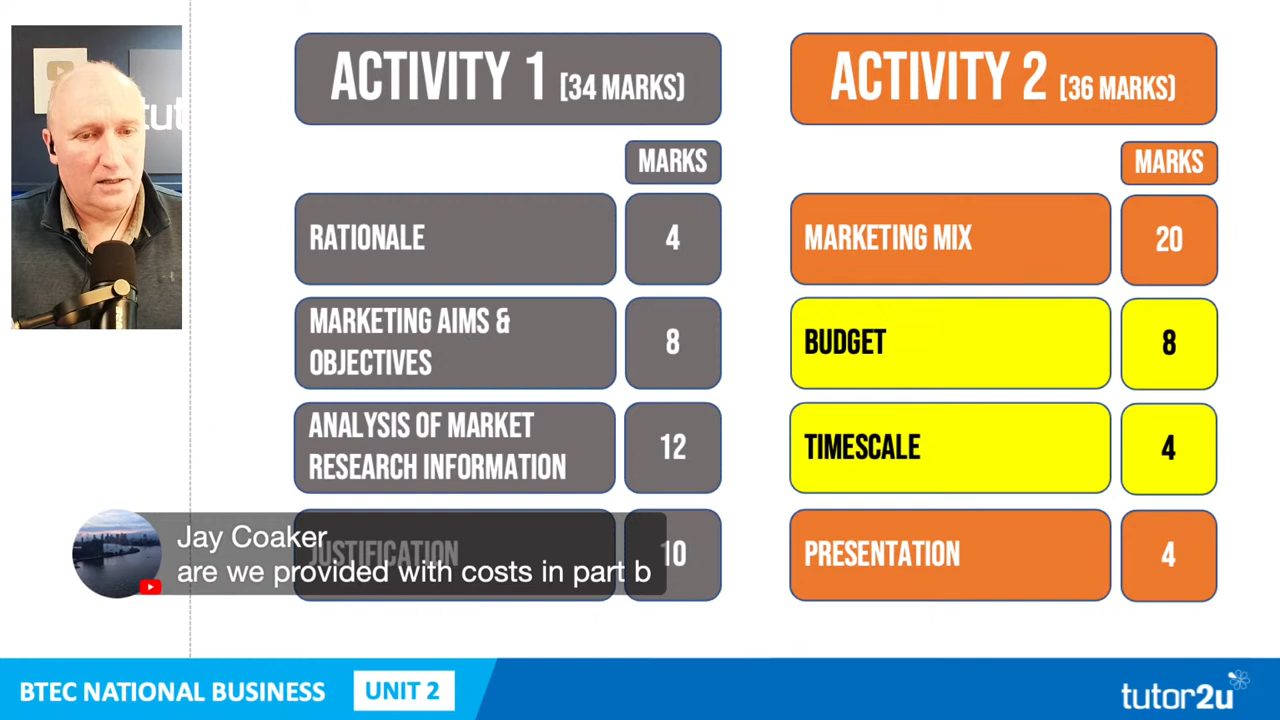 ACTIVITY 1 [34 MARKS]
MARKS
RATIONALE
4
MARKETING AIMS &
OBJECTIVES
8
ANALYSIS OF MARKET
RESEARCH INFORMATION
12
JUSTIFICATION
10
ACTIVITY 2 [36 MARKS]
MARKS
MARKETING MIX
20
BUDGET
8
TIMESCALE
4
PRESENTATION
4
Jay Coaker
are we provided with costs in part b
BTEC NATIONAL BUSINESS
UNIT 2
tutor2u
tu